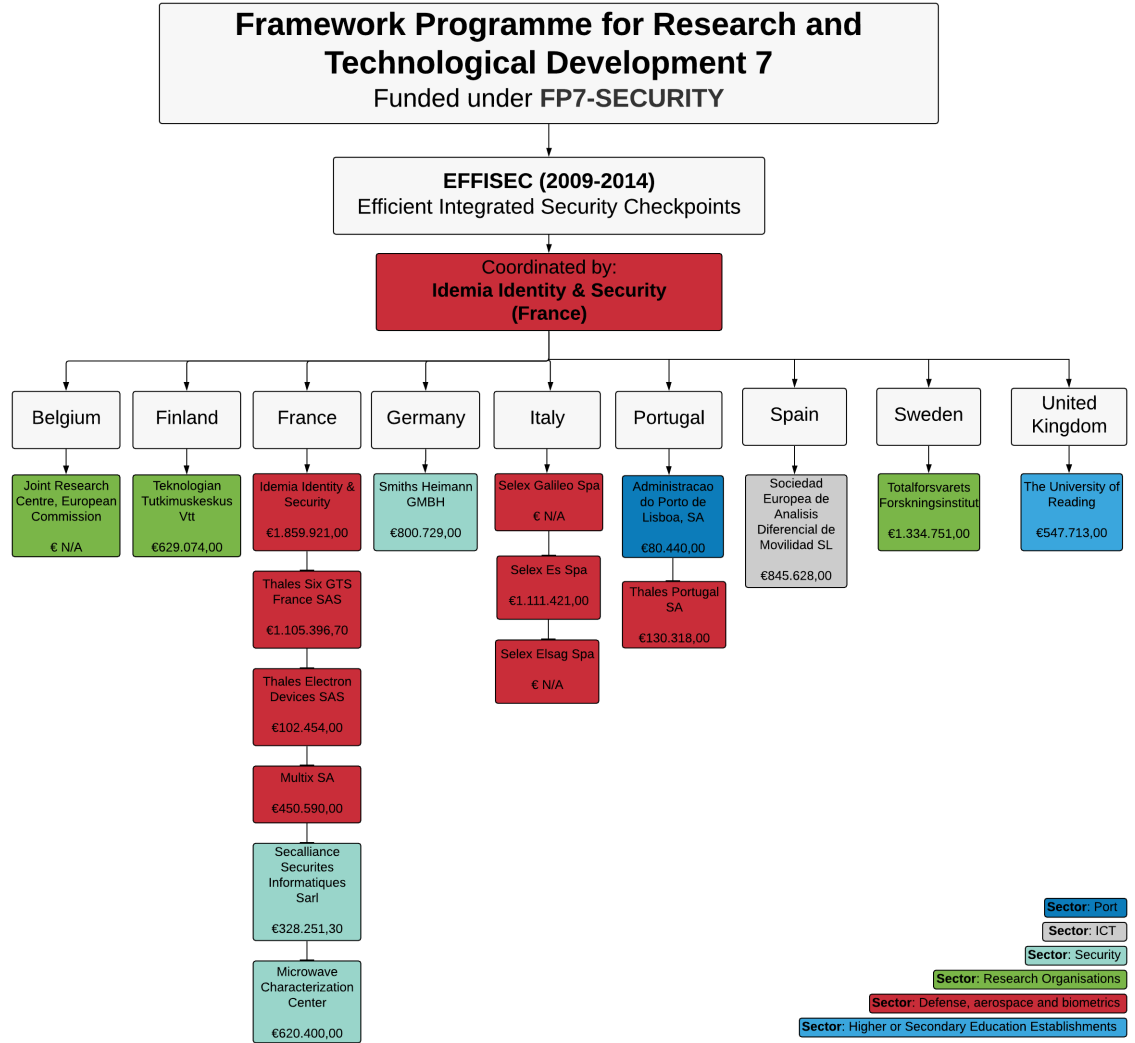 Framework Programme for Research and
Technological Development 7
Funded under FP7-SECURITY
EFFISEC (2009-2014)
Efficient Integrated Security Checkpoints
Coordinated by:
Idemia Identity & Security
(France)
Belgium
Finland
France
Germany
Italy
Portugal
Spain
Sweden
United
Kingdom
Joint Research
Centre, European
Commission
€ N/A
Teknologian
Tutkimuskeskus
Vtt
€629.074,00
Idemia Identity &
Security
€1.859.921,00
Thales Six GTS
France SAS
€1.105.396,70
Thales Electron
Devices SAS
€102.454,00
Multix SA
€450.590,00
Secalliance
Securites
Informatiques
Sarl
€328.251,30
Microwave
Characterization
Center
€620.400,00
Smiths Heimann
GMBH
€800.729,00
Selex Galileo Spa
€ N/A
Selex Es Spa
€1.111.421,00
Selex Elsag Spa
€ N/A
Administracao
do Porto de
Lisboa, SA
€80.440,00
Thales Portugal
SA
€130.318,00
Sociedad
Europea de
Analisis
Diferencial de
Movilidad SL
€845.628,00
Totalforsvarets
Forskningsinstitut
€1.334.751,00
The University of
Reading
€547.713,00
Sector: Port
Sector: ICT
Sector: Security
Sector: Research Organisations
Sector: Defense, aerospace and biometrics
Sector: Higher or Secondary Education Establishments